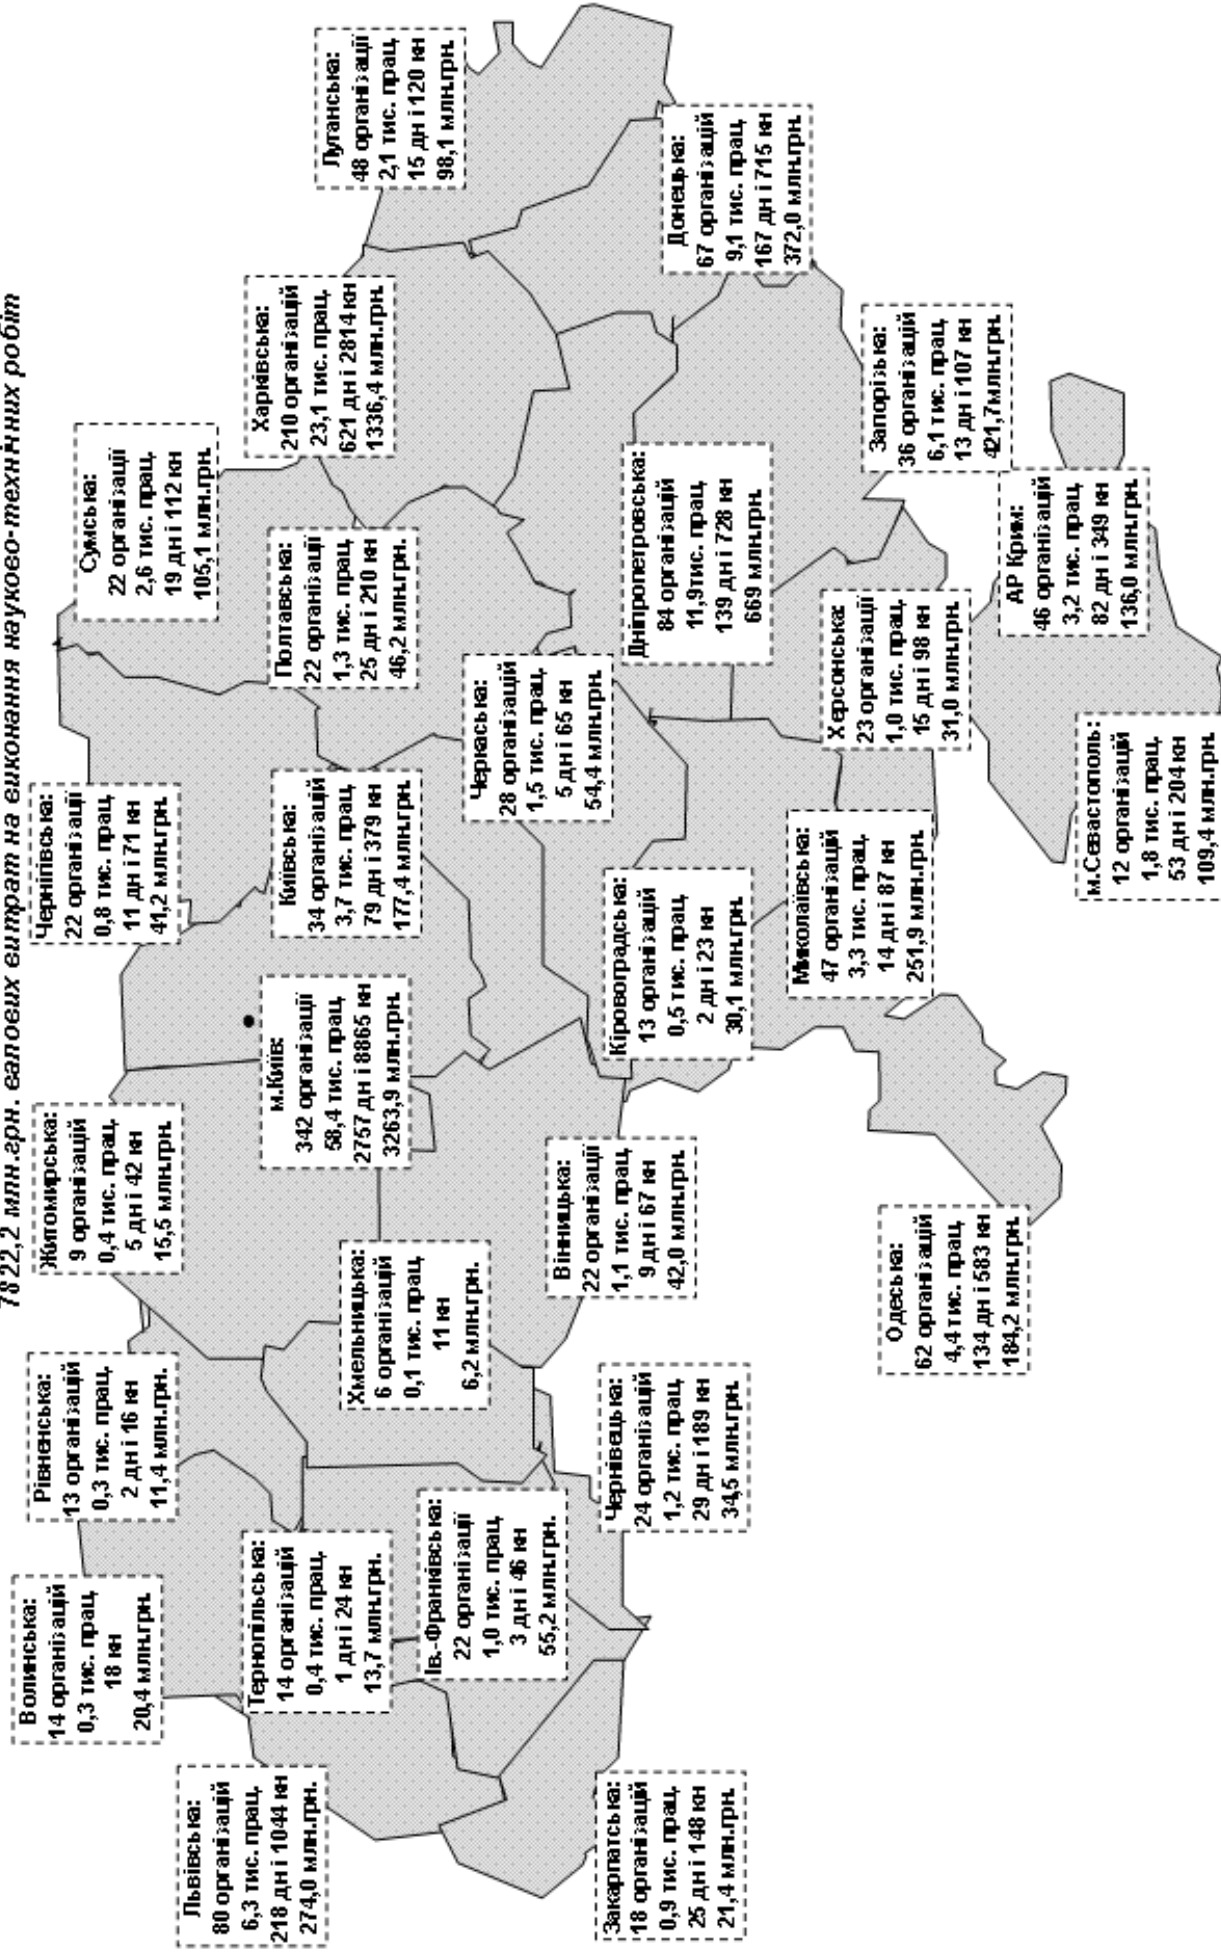 7822,2 млн.грн. валових витрат на виконання науково-технічних робіт
Волинська:
14 організацій
0,3 тис. прац,
18 кн
20,4 млн.грн.
Рівненська:
13 організацій
0,3 тис. прац,
2 дн і 16 кн
11,4 млн.грн.
Житомирська:
9 організацій
0,4 тис. прац,
5 дн і 42 кн
15,5 млн.грн.
Чернігівська:
22 організації
0,8 тис. прац,
11 дн і 71 кн
41,2 млн.грн.
Сумська:
22 організації
2,6 тис. прац,
19 дн і 112 кн
105,1 млн.грн.
Львівська:
80 організацій
6,3 тис. прац,
218 дн і 1044 кн
274,0 млн.грн.
Тернопільська:
14 організацій
0,4 тис. прац,
1 дн і 24 кн
13,7 млн.грн.
Хмельницька:
6 організацій
0,1 тис. прац,
11 кн
6,2 млн.грн.
м.Київ:
342 організації
58,4 тис. прац,
2757 дн і 8865 кн
3263,9 млн.грн.
Київська:
34 організацій
3,7 тис. прац,
79 дн і 379 кн
177,4 млн.грн.
Полтавська:
22 організації
1,3 тис. прац,
25 дн і 210 кн
46,2 млн.грн.
Харківська:
210 організацій
23,1 тис. прац,
621 дн і 2814 кн
1336,4 млн.грн.
Луганська:
48 організації
2,1 тис. прац,
15 дн і 120 кн
98,1 млн.грн.
Ів.-Франківська:
22 організації
1,0 тис. прац,
3 дн і 46 кн
55,2 млн.грн.
Черкаська:
28 організацій
1,5 тис. прац,
5 дн і 65 кн
54,4 млн.грн.
Закарпатська:
18 організацій
0,9 тис. прац,
25 дн і 148 кн
21,4 млн.грн.
Чернівецька:
24 організацій
1,2 тис. прац,
29 дн і 189 кн
34,5 млн.грн.
Вінницька:
22 організації
1,1 тис. прац,
9 дн і 67 кн
42,0 млн.грн.
Кіровоградська:
13 організацій
0,5 тис. прац,
2 дн і 23 кн
30,1 млн.грн.
Дніпропетровська:
84 організацій
11,9тис. прац,
139 дн і 728 кн
669 млн.грн.
Донецька:
67 організацій
9,1 тис. прац,
167 дн і 715 кн
372,0 млн.грн.
Одеська:
62 організацій
4,4 тис. прац,
134 дн і 583 кн
184,2 млн.грн.
Миколаївська:
47 організацій
3,3 тис. прац,
14 дн і 87 кн
251,9 млн.грн.
Херсонська:
23 організації
1,0 тис. прац,
15 дн і 98 кн
31,0 млн.грн.
Запорізька:
36 організацій
6,1 тис. прац,
13 дн і 107 кн
421,7млн.грн.
м.Севастополь:
12 організацій
1,8 тис. прац,
53 дн і 204 кн
109,4 млн.грн.
АР Крим:
46 організацій
3,2 тис. прац,
82 дн і 349 кн
136,0 млн.грн.